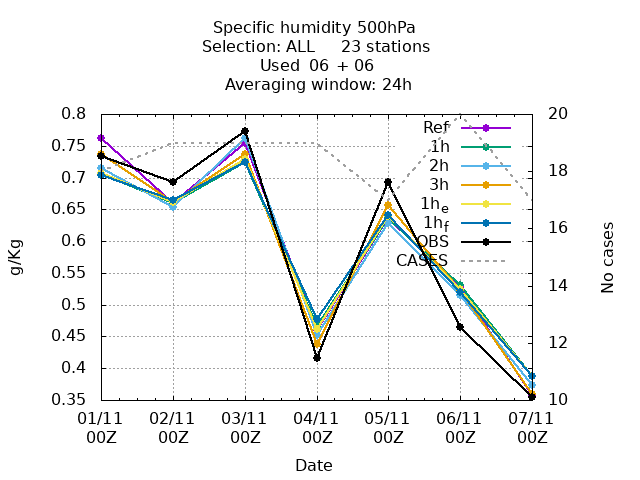 Specific humidity 500hPa
Selection: ALL 23 stations
Used 06 + 06
Averaging window: 24h
0.8
0.75
0.7
0.65
0.6
0.55
0.5
0.45
0.4
0.35
g/Kg
20
18
16
14
12
10
No cases
Ref
1h
2h
3h
1he
1hf
OBS
CASES
01/11 02/11 03/11 04/11 05/11 06/11 07/11
00Z 00Z 00Z 00Z 00Z 00Z 00Z
Date